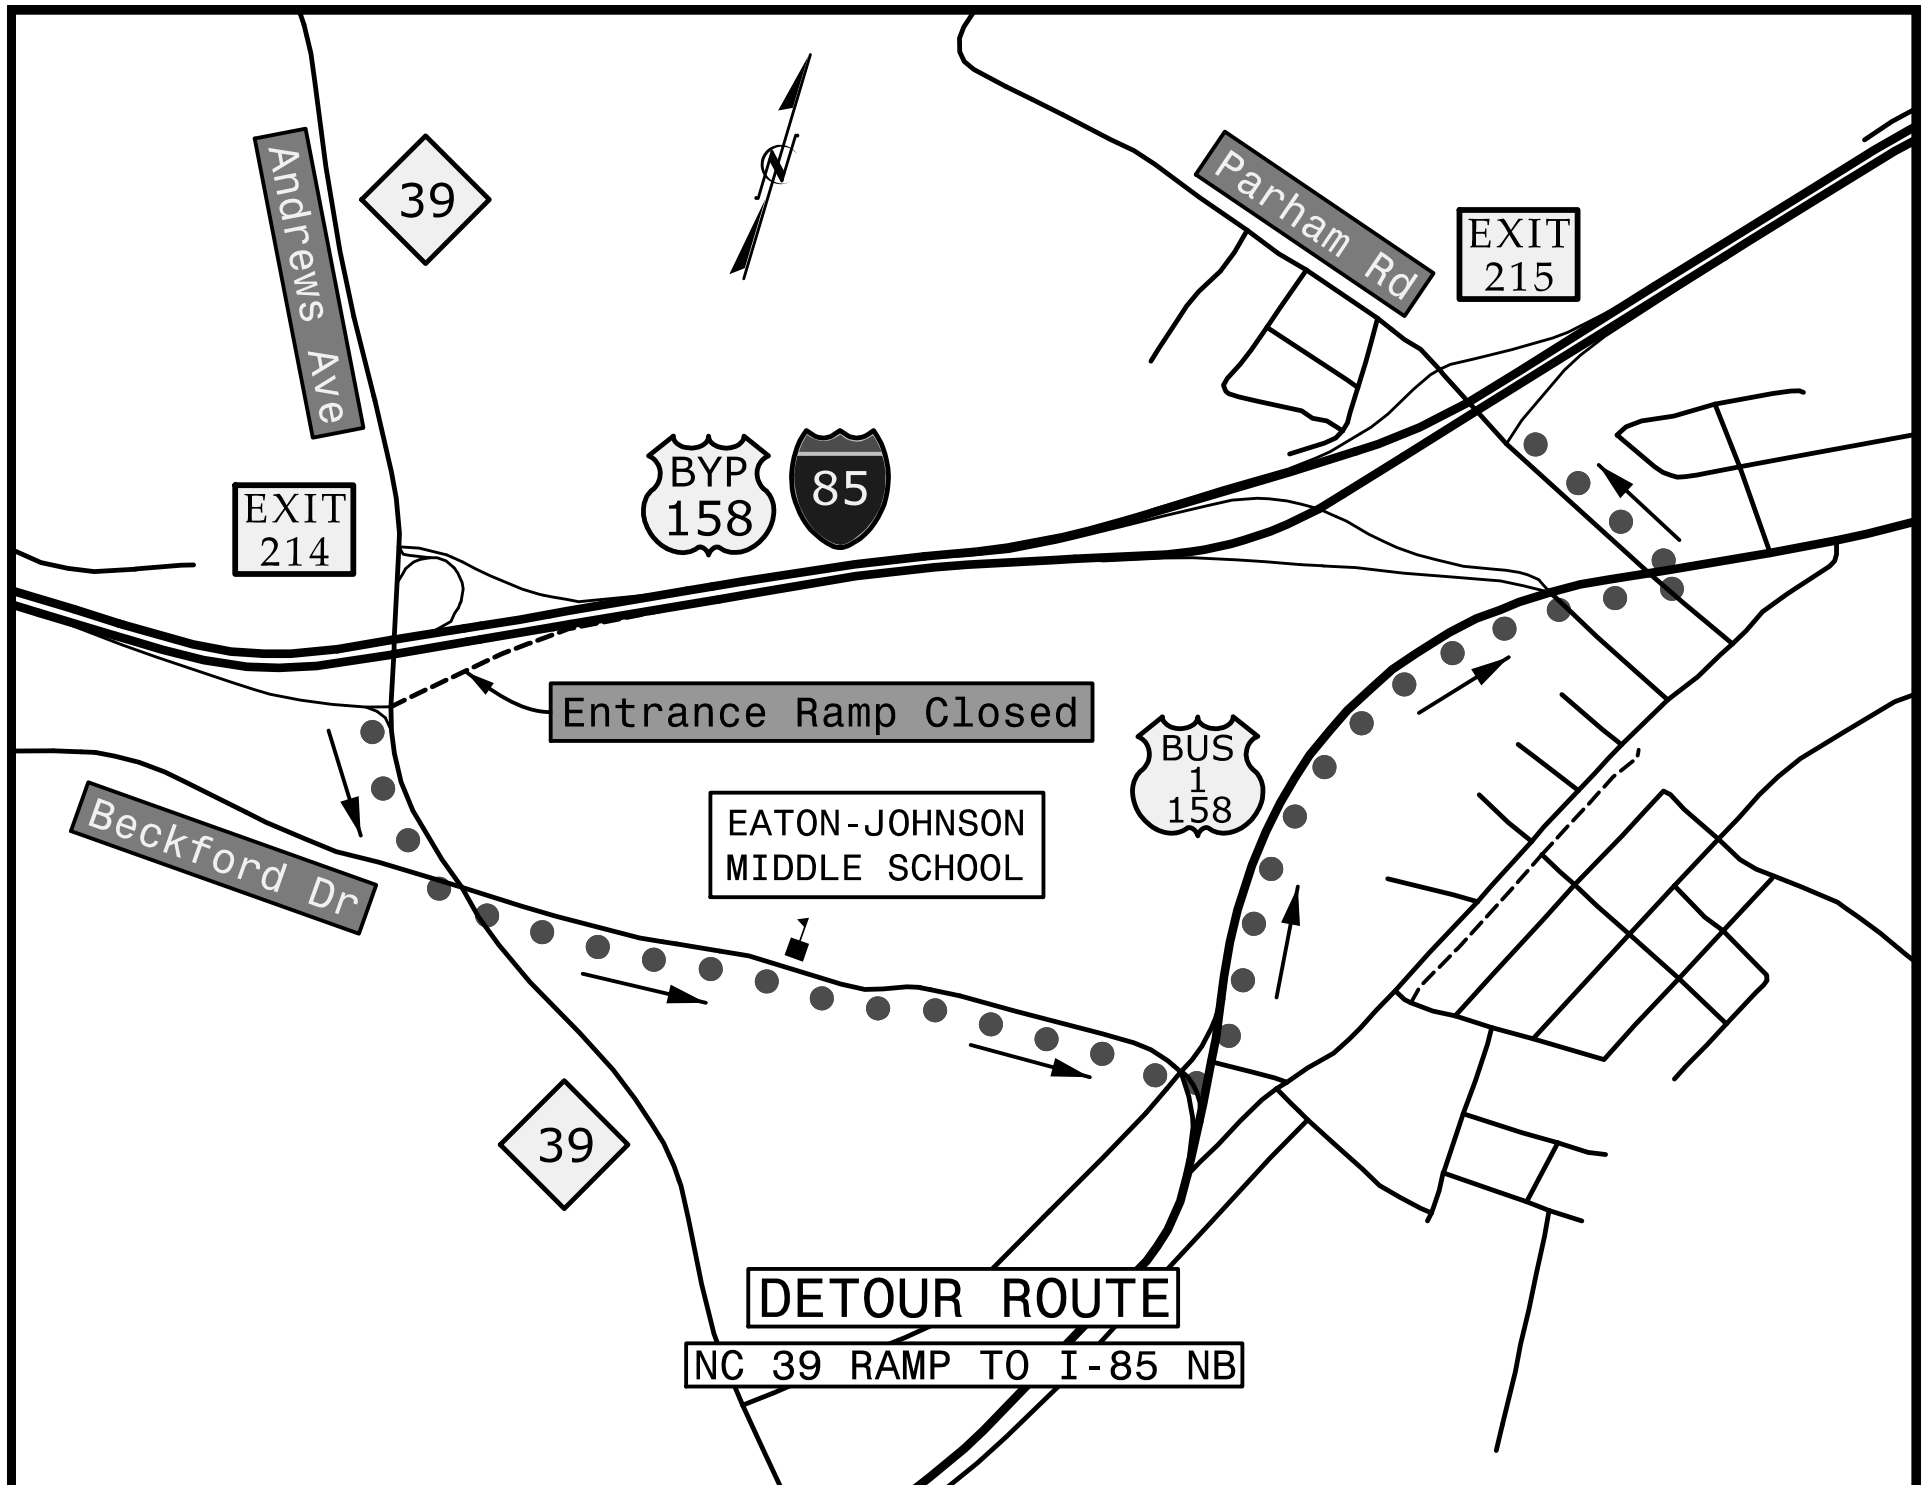 Andrews Ave
39
N
Parham Rd
EXIT
215
BYP
158
85
EXIT
214
Entrance Ramp Closed
BUS
1
158
Beckford Dr
EATON-JOHNSON
MIDDLE SCHOOL
39
DETOUR ROUTE
NC 39 RAMP TO I-85 NB